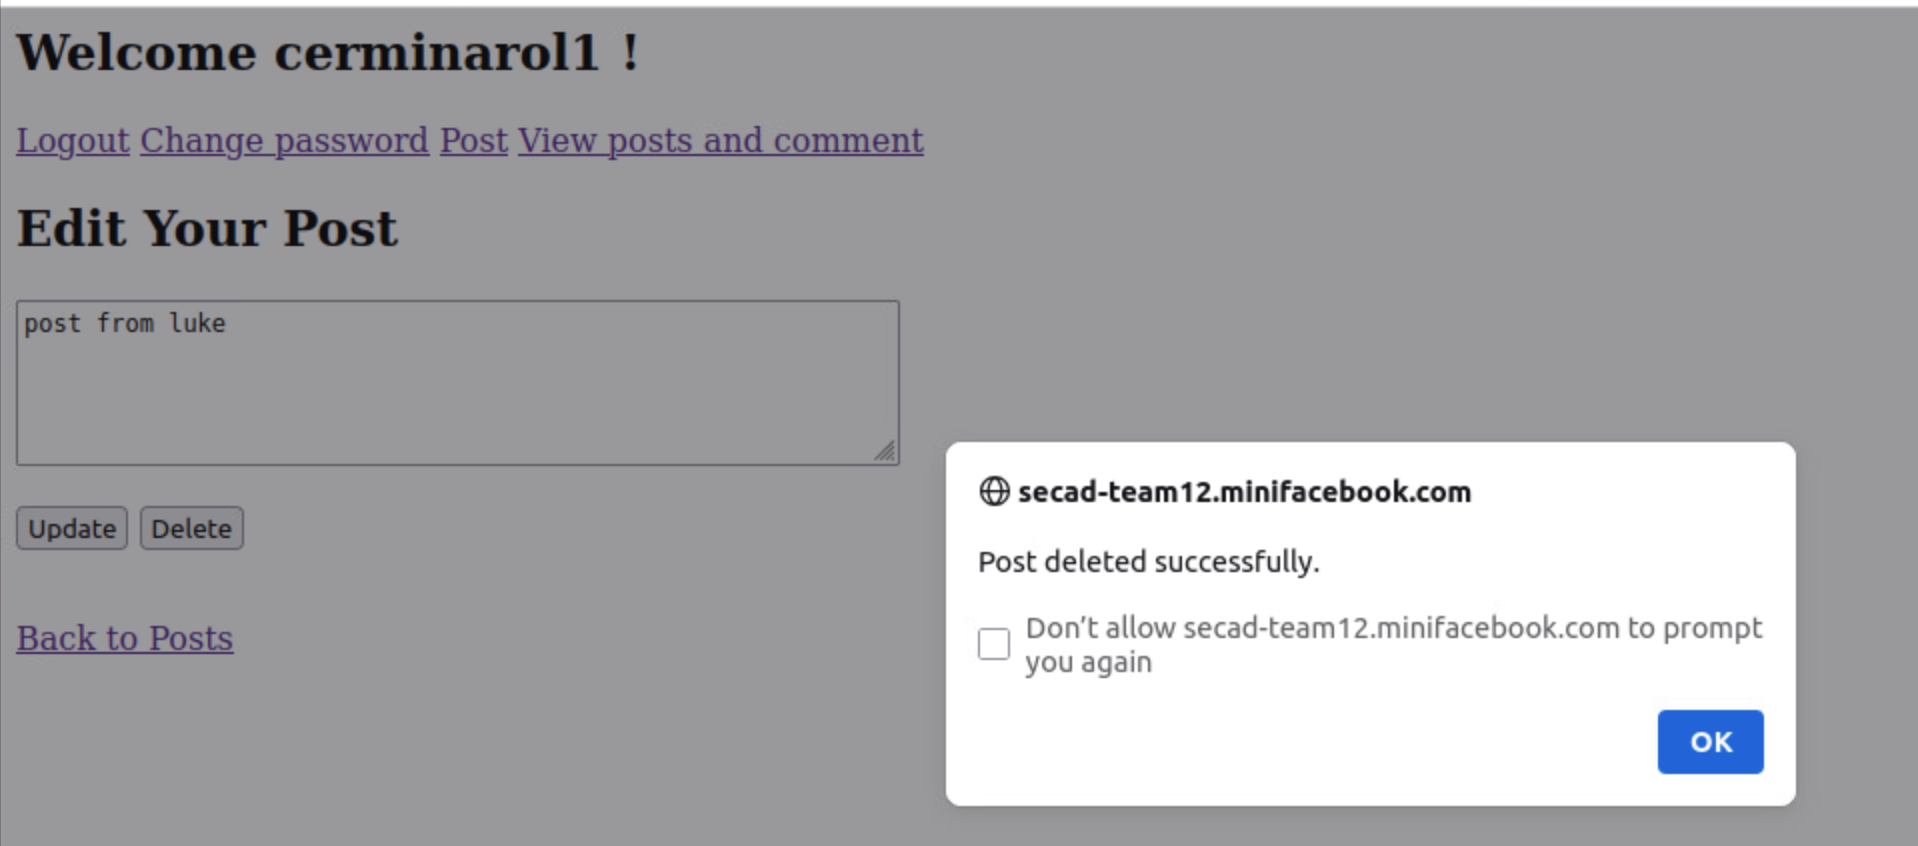 Welcome cerminarol1 !
Logout Change password Post View posts and comment
Edit Your Post
post from luke
Update Delete
Back to Posts
secad-team12.minifacebook.com
Post deleted successfully.
Don’t allow secad-team12.minifacebook.com to prompt
you again
OK